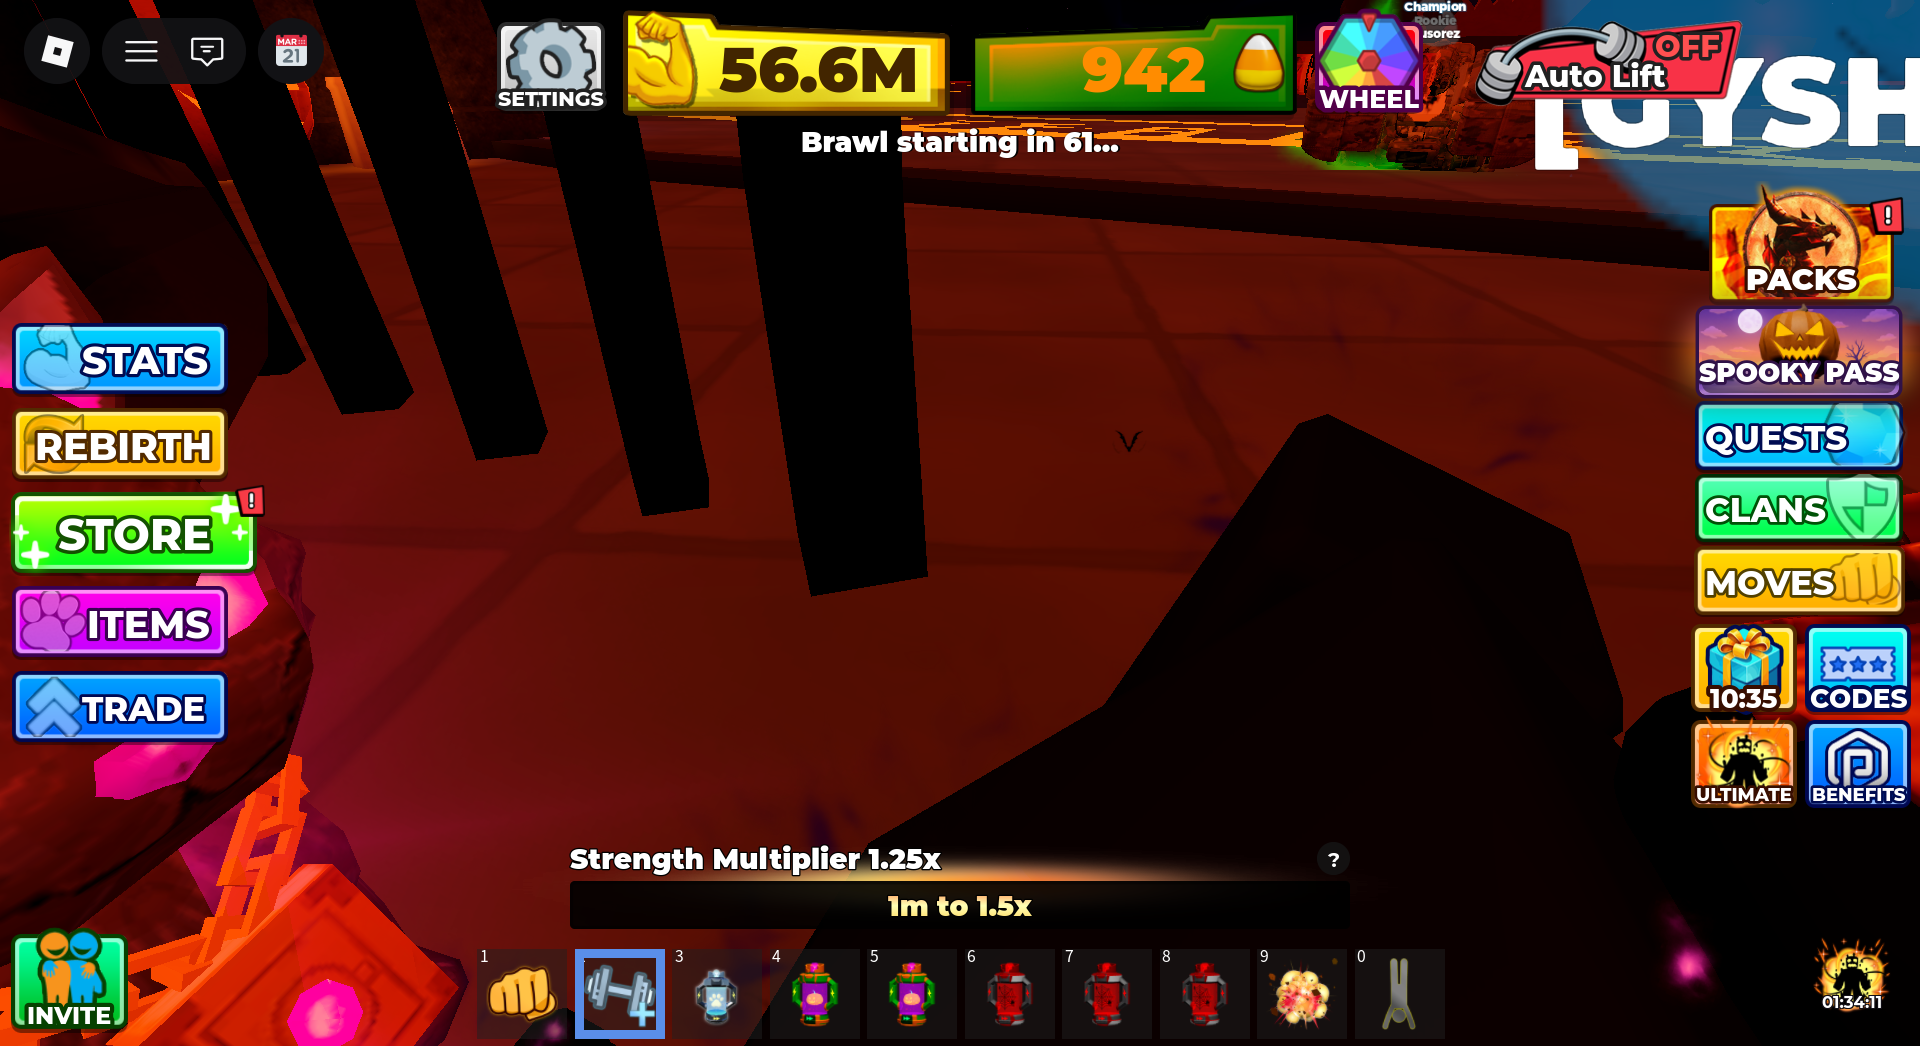 Champion
Rookie
MAR
21
SETTINGS
56.6M
942
WHEEL
OFF
Auto Lift
[GYSH
Brawl starting in 61...
!
PACKS
SPOOKY PASS
STATS
QUESTS
REBIRTH
CLANS
!
STORE
MOVES
ITEMS
10:35
CODES
TRADE
ULTIMATE
BENEFITS
Strength Multiplier 1.25x
?
1m to 1.5x
1
3
4
5
6
7
8
9
0
INVITE
01:34:11